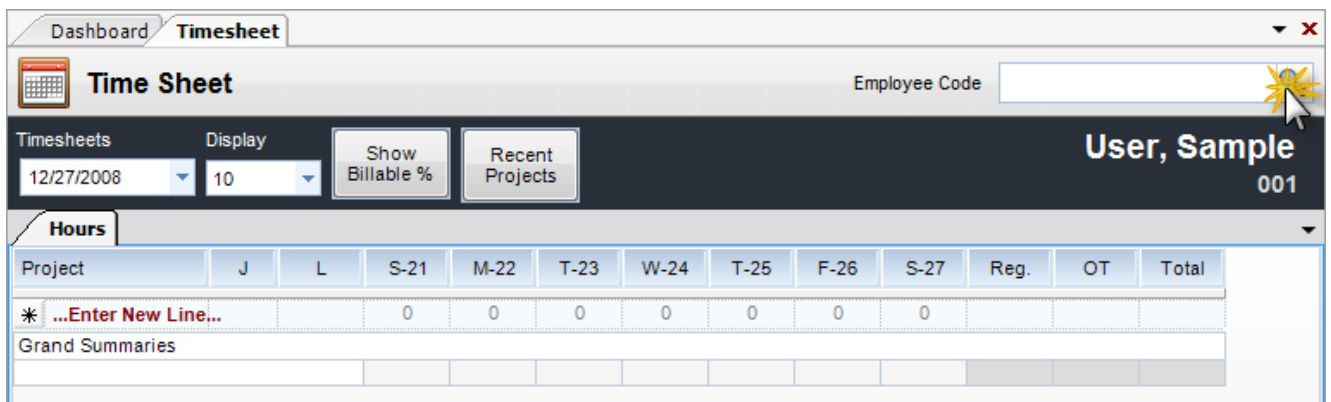 Dashboard Timesheet
Time Sheet Employee Code
Timesheets Display Show Billable % Recent Projects User, Sample
12/27/2008 10 001
Hours
Project J L S-21 M-22 T-23 W-24 T-25 F-26 S-27 Reg. OT Total
...Enter New Line... 0 0 0 0 0 0 0
Grand Summaries